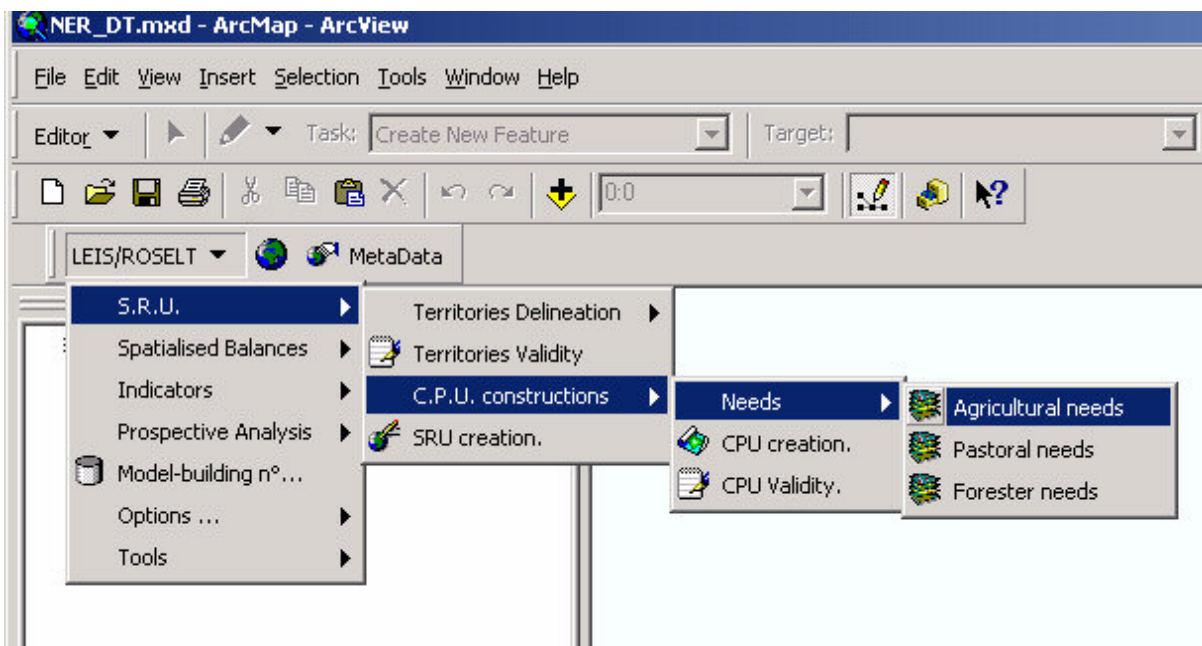 NER_DT.mxd - ArcMap - ArcView
File Edit View Insert Selection Tools Window Help
Editor Task: Create New Feature Target:
0:0
LEIS/ROSELT MetaData
S.R.U.
Spatialised Balances
Indicators
Prospective Analysis
Model-building n°...
Options ...
Tools
Territories Delineation
Territories Validity
C.P.U. constructions
SRU creation.
Needs
CPU creation.
CPU Validity.
Agricultural needs
Pastoral needs
Forester needs